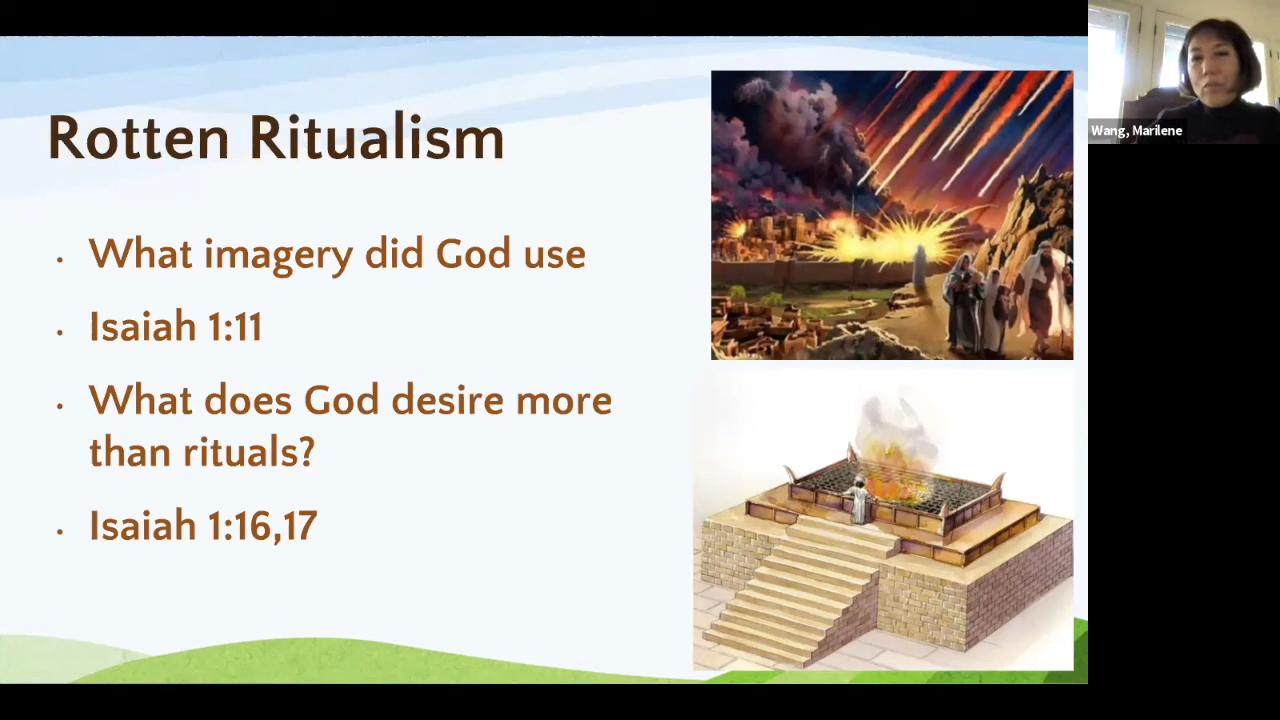 Rotten Ritualism
· What imagery did God use
· Isaiah 1:11
· What does God desire more
than rituals?
· Isaiah 1:16,17
Wang, Marilene